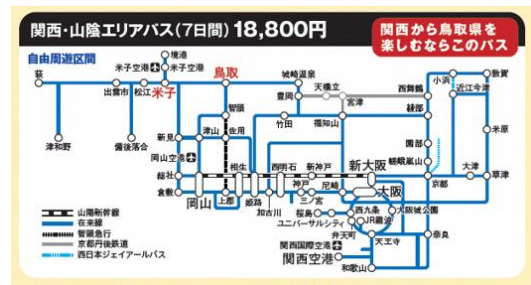 関西・山陰エリアパス(7日間) 18,800円
関西から鳥取県を
楽しむならこのパス
自由周遊区間
境港
米子空港
米子空港
萩
出雲市
松江
米子
鳥取
城崎温泉
豊岡
天橋立
宮津
西舞鶴
小浜
敦賀
近江今津
智頭
竹田
福知山
綾部
米原
津和野
備後落合
新見
津山
佐用
園部
嵯峨嵐山
岡山空港
相生
西明石
新神戸
新大阪
京都
大津
草津
総社
倉敷
岡山
上郡
姫路
加古川
神戸
三ノ宮
尼崎
大阪
桜島
ユニバーサルシティ
西九条
JR難波
弁天町
大阪城公園
天王寺
奈良
関西国際空港
関西空港
和歌山
山陽新幹線
在来線
智頭急行
京都丹後鉄道
西日本ジェイアールバス